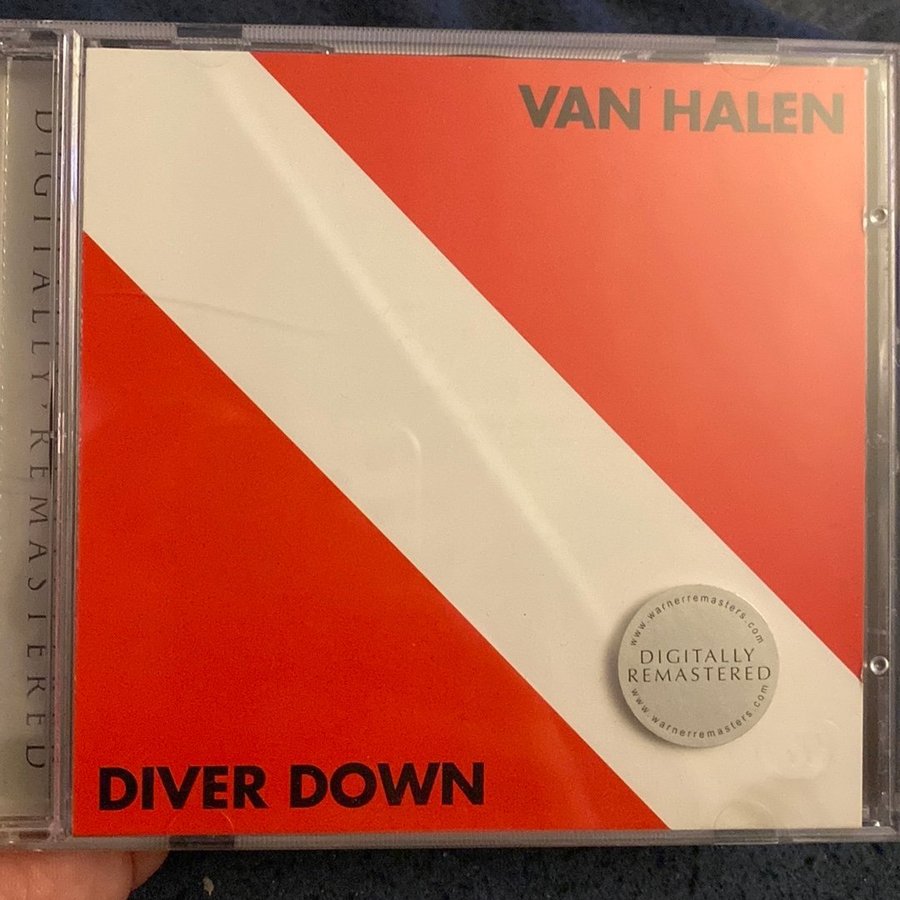 VAN HALEN
DIGITALLY REMASTERED
www.warnerremasters.com
DIGITALLY
REMASTERED
www.warnerremasters.com
DIVER DOWN